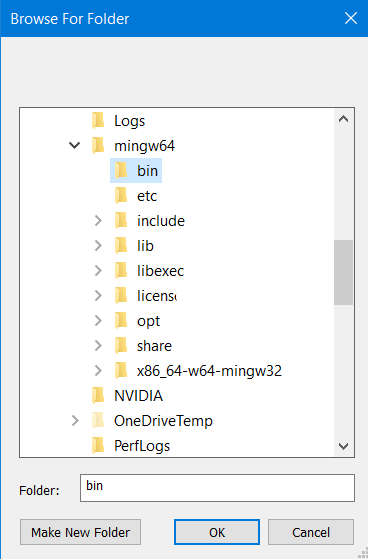 Browse For Folder
Logs
mingw64
bin
etc
include
lib
libexec
opt
share
x86_64-w64-mingw32
NVIDIA
OneDriveTemp
PerfLogs
Folder:
bin
Make New Folder
OK
Cancel